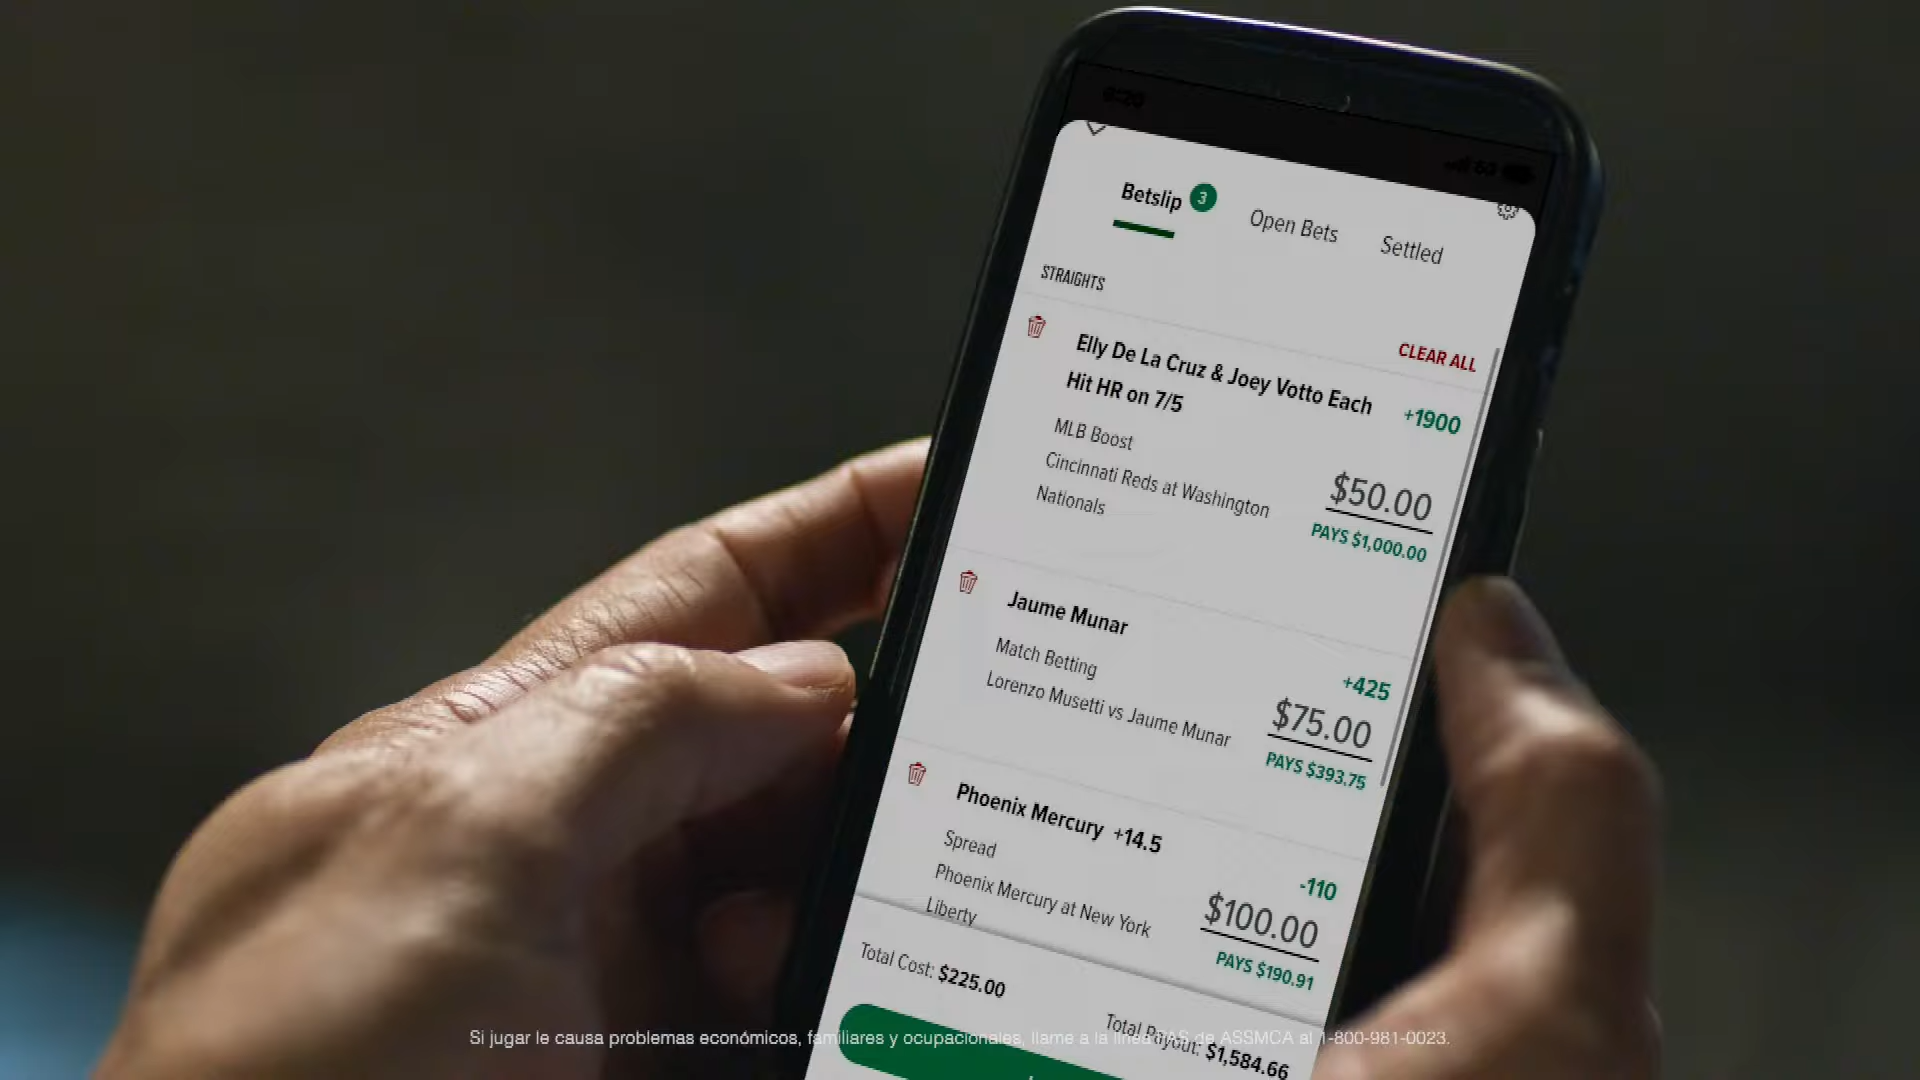 8:20
Betslip 3
Open Bets
Settled
STRAIGHTS
CLEAR ALL
Elly De La Cruz & Joey Votto Each
Hit HR on 7/5
+1900
MLB Boost
Cincinnati Reds at Washington
Nationals
$50.00
PAYS $1,000.00
Jaume Munar
+425
Match Betting
Lorenzo Musetti vs Jaume Munar
$75.00
PAYS $393.75
Phoenix Mercury +14.5
-110
Spread
Phoenix Mercury at New York
Liberty
$100.00
PAYS $190.91
Total Cost: $225.00
Total Payout: $1,584.66
Si jugar le causa problemas económicos, familiares y ocupacionales, llame a la línea PAS de ASSMCA al 1-800-981-0023.